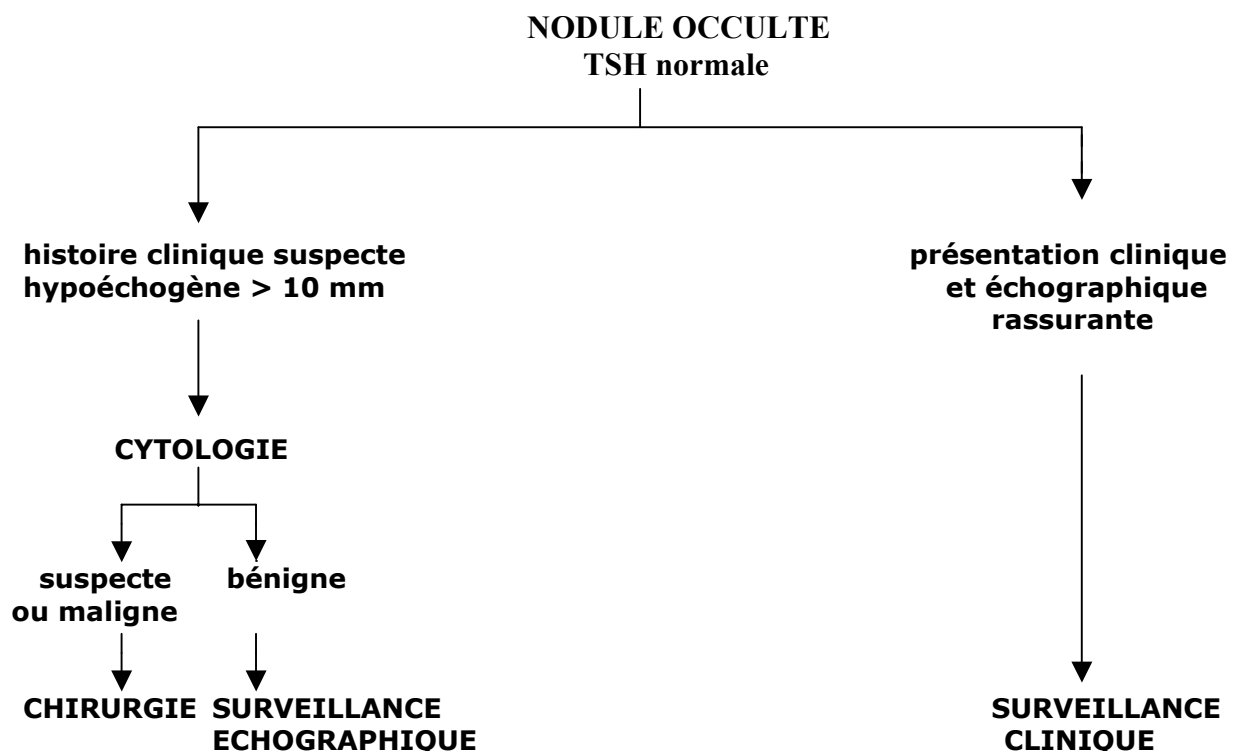 NODULE OCCULTE
TSH normale
histoire clinique suspecte
hypoéchogène > 10 mm
présentation clinique
et échographique
rassurante
CYTOLOGIE
suspecte
ou maligne
bénigne
CHIRURGIE
SURVEILLANCE
ECHOGRAPHIQUE
SURVEILLANCE
CLINIQUE